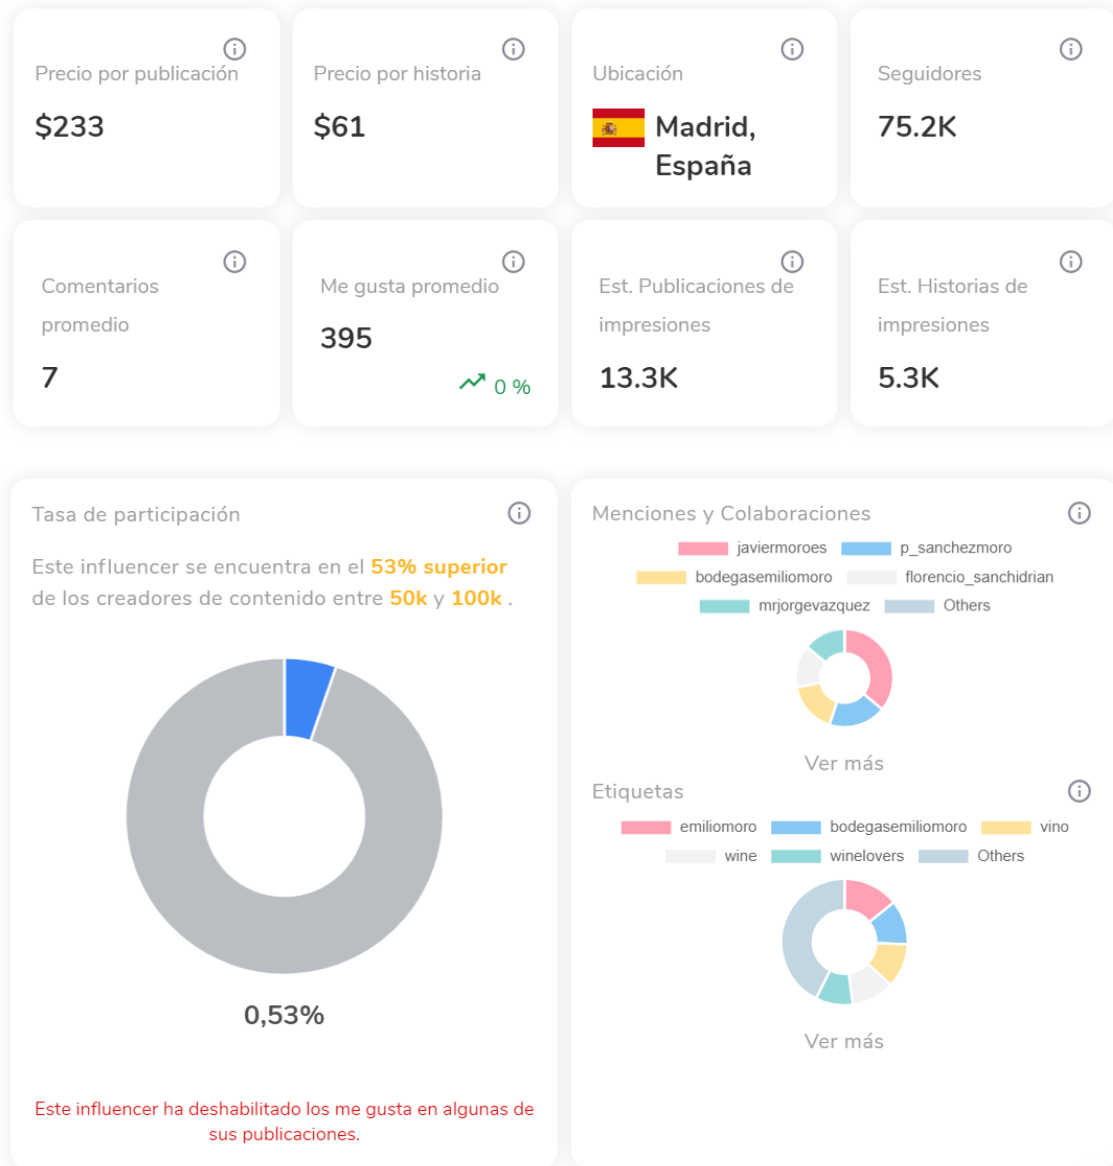 Precio por publicación
$233
Precio por historia
$61
Ubicación
Madrid,
España
Seguidores
75.2K
Comentarios
promedio
7
Me gusta promedio
395
0 %
Est. Publicaciones de
impresiones
13.3K
Est. Historias de
impresiones
5.3K
Tasa de participación
Este influencer se encuentra en el 53% superior
de los creadores de contenido entre 50k y 100k .
0,53%
Este influencer ha deshabilitado los me gusta en algunas de
sus publicaciones.
Menciones y Colaboraciones
javiermoroes p_sanchezmoro
bodegasemiliomoro florencio_sanchidrian
mrjorgevazquez Others
Ver más
Etiquetas
emiliomoro bodegasemiliomoro vino
wine winelovers Others
Ver más